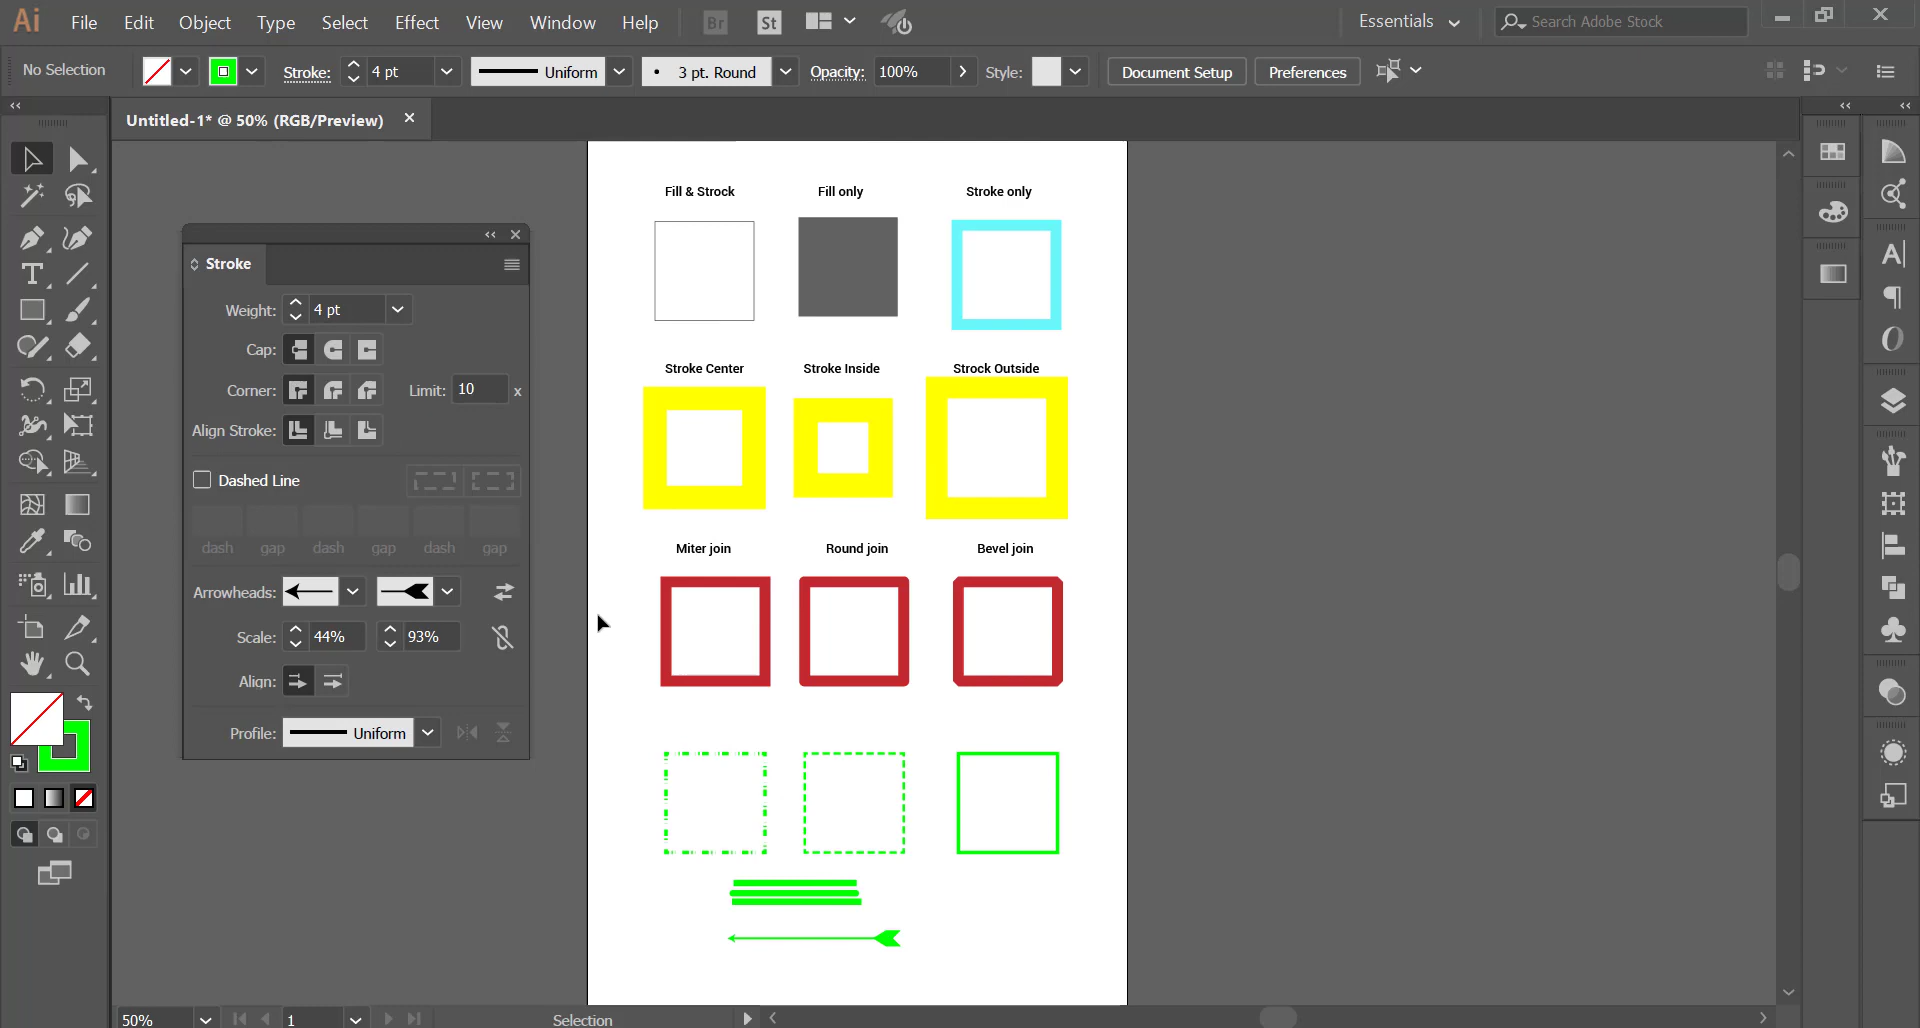 Ai File Edit Object Type Select Effect View Window Help Br St Essentials Search Adobe Stock
No Selection Stroke: 4 pt Uniform 3 pt. Round Opacity: 100% Style: Document Setup Preferences
Untitled-1* @ 50% (RGB/Preview)
Stroke
Weight: 4 pt
Cap:
Corner: Limit: 10 x
Align Stroke:
Dashed Line
dash gap dash gap dash gap
Arrowheads:
Scale: 44% 93%
Align:
Profile: Uniform
Fill & Strock Fill only Stroke only
Stroke Center Stroke Inside Strock Outside
Miter join Round join Bevel join
50% 1 Selection